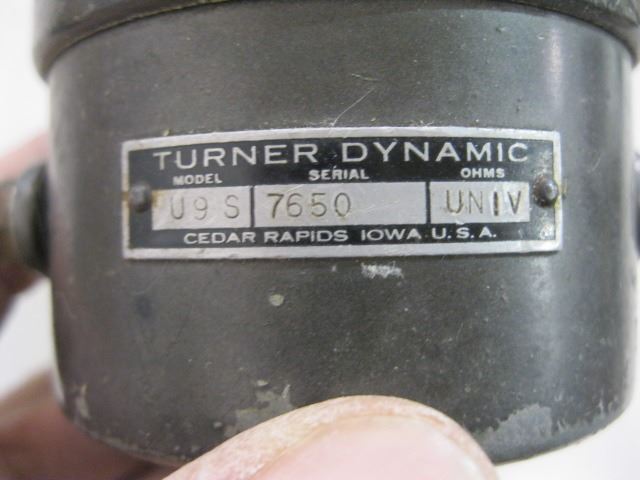 TURNER DYNAMIC
MODEL SERIAL OHMS
U9S 7650 UNIV
CEDAR RAPIDS IOWA U.S.A.